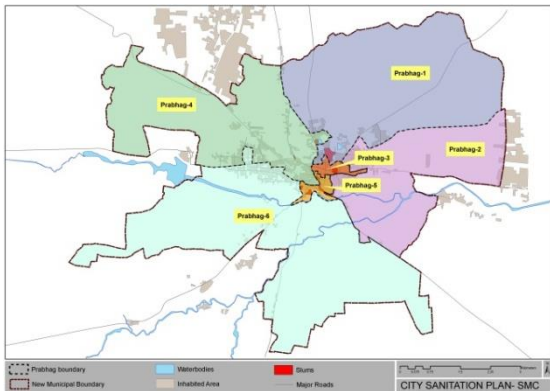 Prabhag-1
Prabhag-4
Prabhag-2
Prabhag-3
Prabhag-5
Prabhag-6
Prabhag boundary
Waterbodies
Slums
New Municipal Boundary
Inhabited Area
Major Roads
CITY SANITATION PLAN- SMC